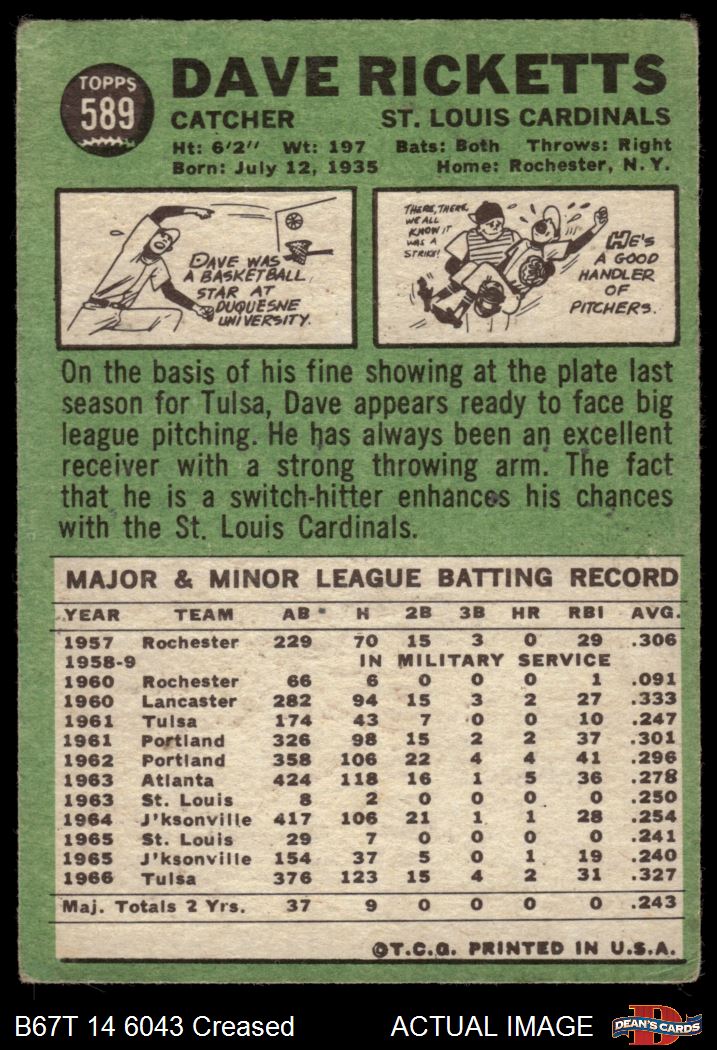 TOPPS
589
DAVE RICKETTS
CATCHER ST. LOUIS CARDINALS
Ht: 6'2" Wt: 197 Bats: Both Throws: Right
Born: July 12, 1935 Home: Rochester, N.Y.
DAVE WAS
A BASKETBALL
STAR AT
DUQUESNE
UNIVERSITY.
THERE, THERE,
WE ALL
KNOW IT
WAS A
STRIKE!
HE'S
A GOOD
HANDLER
OF
PITCHERS.
On the basis of his fine showing at the plate last
season for Tulsa, Dave appears ready to face big
league pitching. He has always been an excellent
receiver with a strong throwing arm. The fact
that he is a switch-hitter enhances his chances
with the St. Louis Cardinals.
MAJOR & MINOR LEAGUE BATTING RECORD
YEAR TEAM AB H 2B 3B HR RBI AVG.
1957 Rochester 229 70 15 3 0 29 .306
1958-9 IN MILITARY SERVICE
1960 Rochester 66 6 0 0 0 1 .091
1960 Lancaster 282 94 15 3 2 27 .333
1961 Tulsa 174 43 7 0 0 10 .247
1961 Portland 326 98 15 2 2 37 .301
1962 Portland 358 106 22 4 4 41 .296
1963 Atlanta 424 118 16 1 5 36 .278
1963 St. Louis 8 2 0 0 0 0 .250
1964 J'ksonville 417 106 21 1 1 28 .254
1965 St. Louis 29 7 0 0 0 0 .241
1965 J'ksonville 154 37 5 0 1 19 .240
1966 Tulsa 376 123 15 4 2 31 .327
Maj. Totals 2 Yrs. 37 9 0 0 0 0 .243
©T.C.G. PRINTED IN U.S.A.
B67T 14 6043 Creased ACTUAL IMAGE
D
DEAN'S CARDS